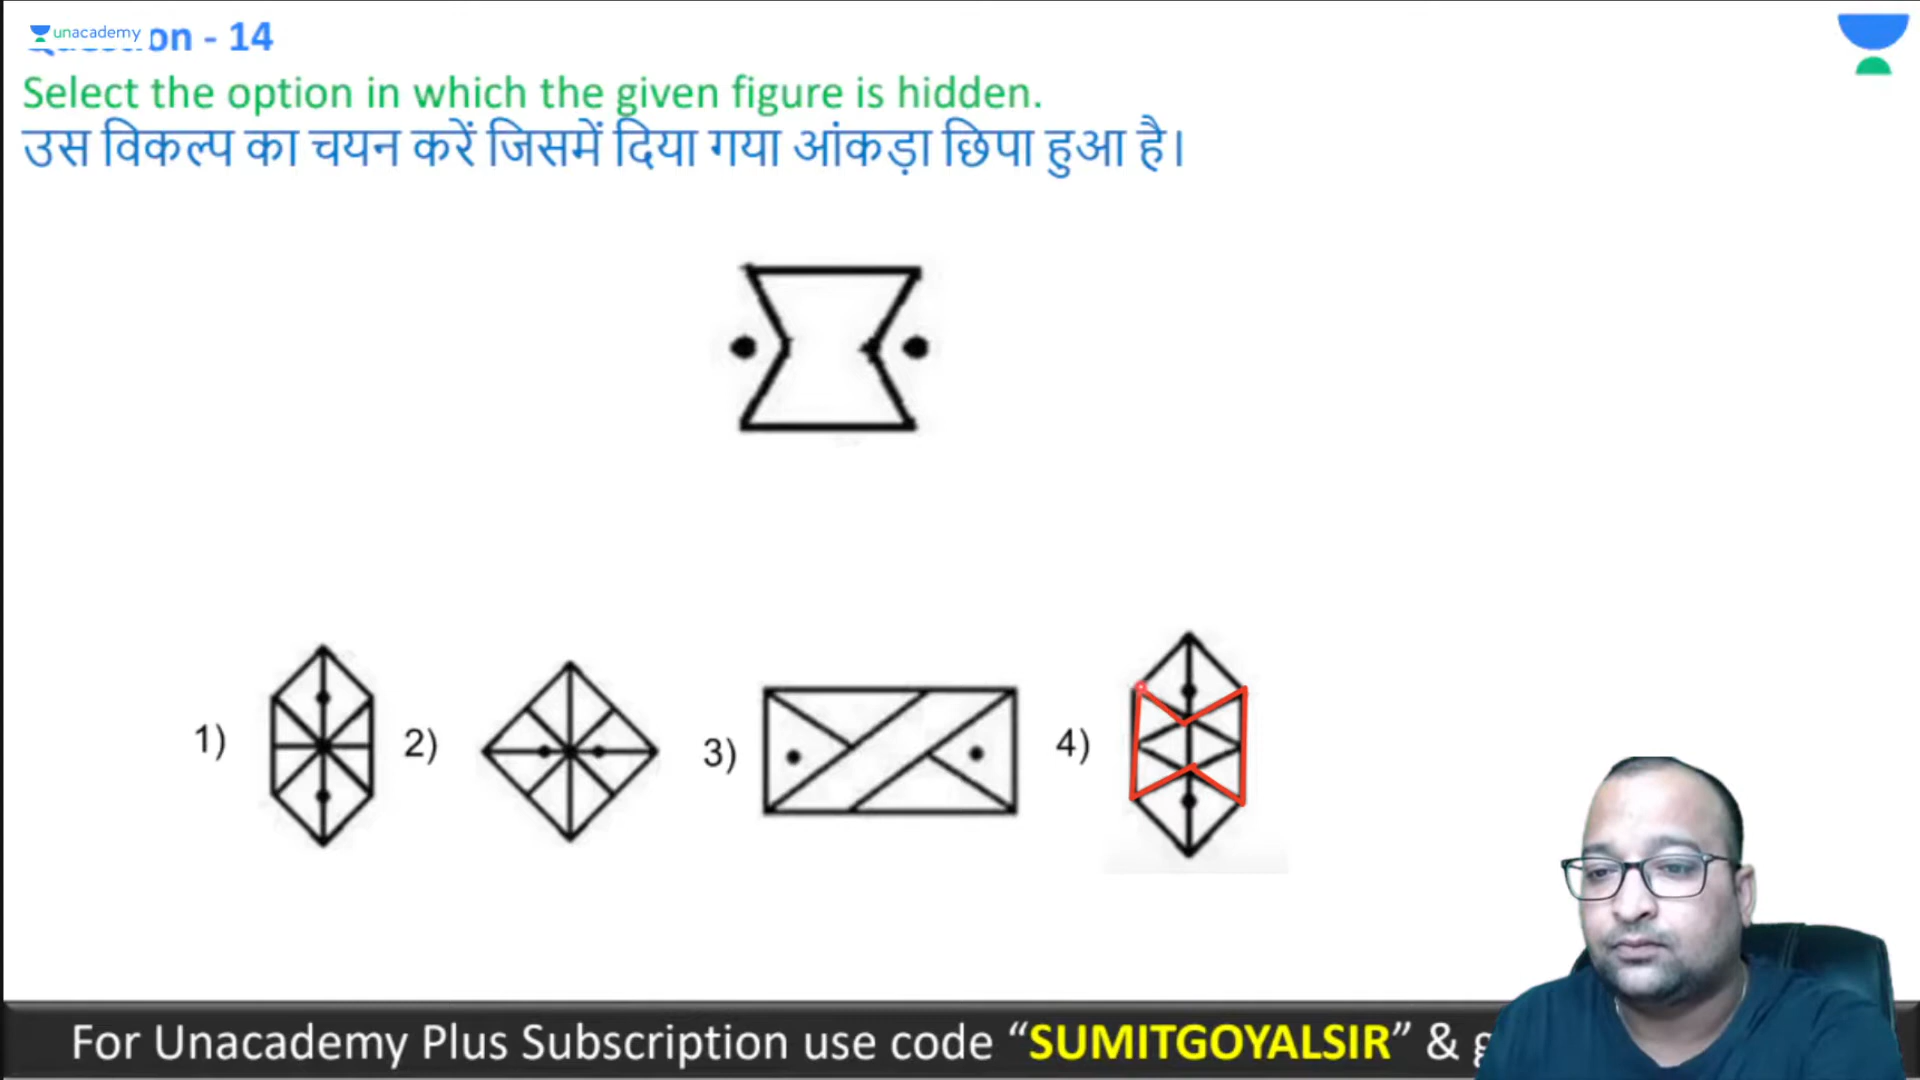 unacademy
on - 14
Select the option in which the given figure is hidden.
उस विकल्प का चयन करें जिसमें दिया गया आंकड़ा छिपा हुआ है।
1) 2) 3) 4)
For Unacademy Plus Subscription use code “SUMITGOYALSIR” &